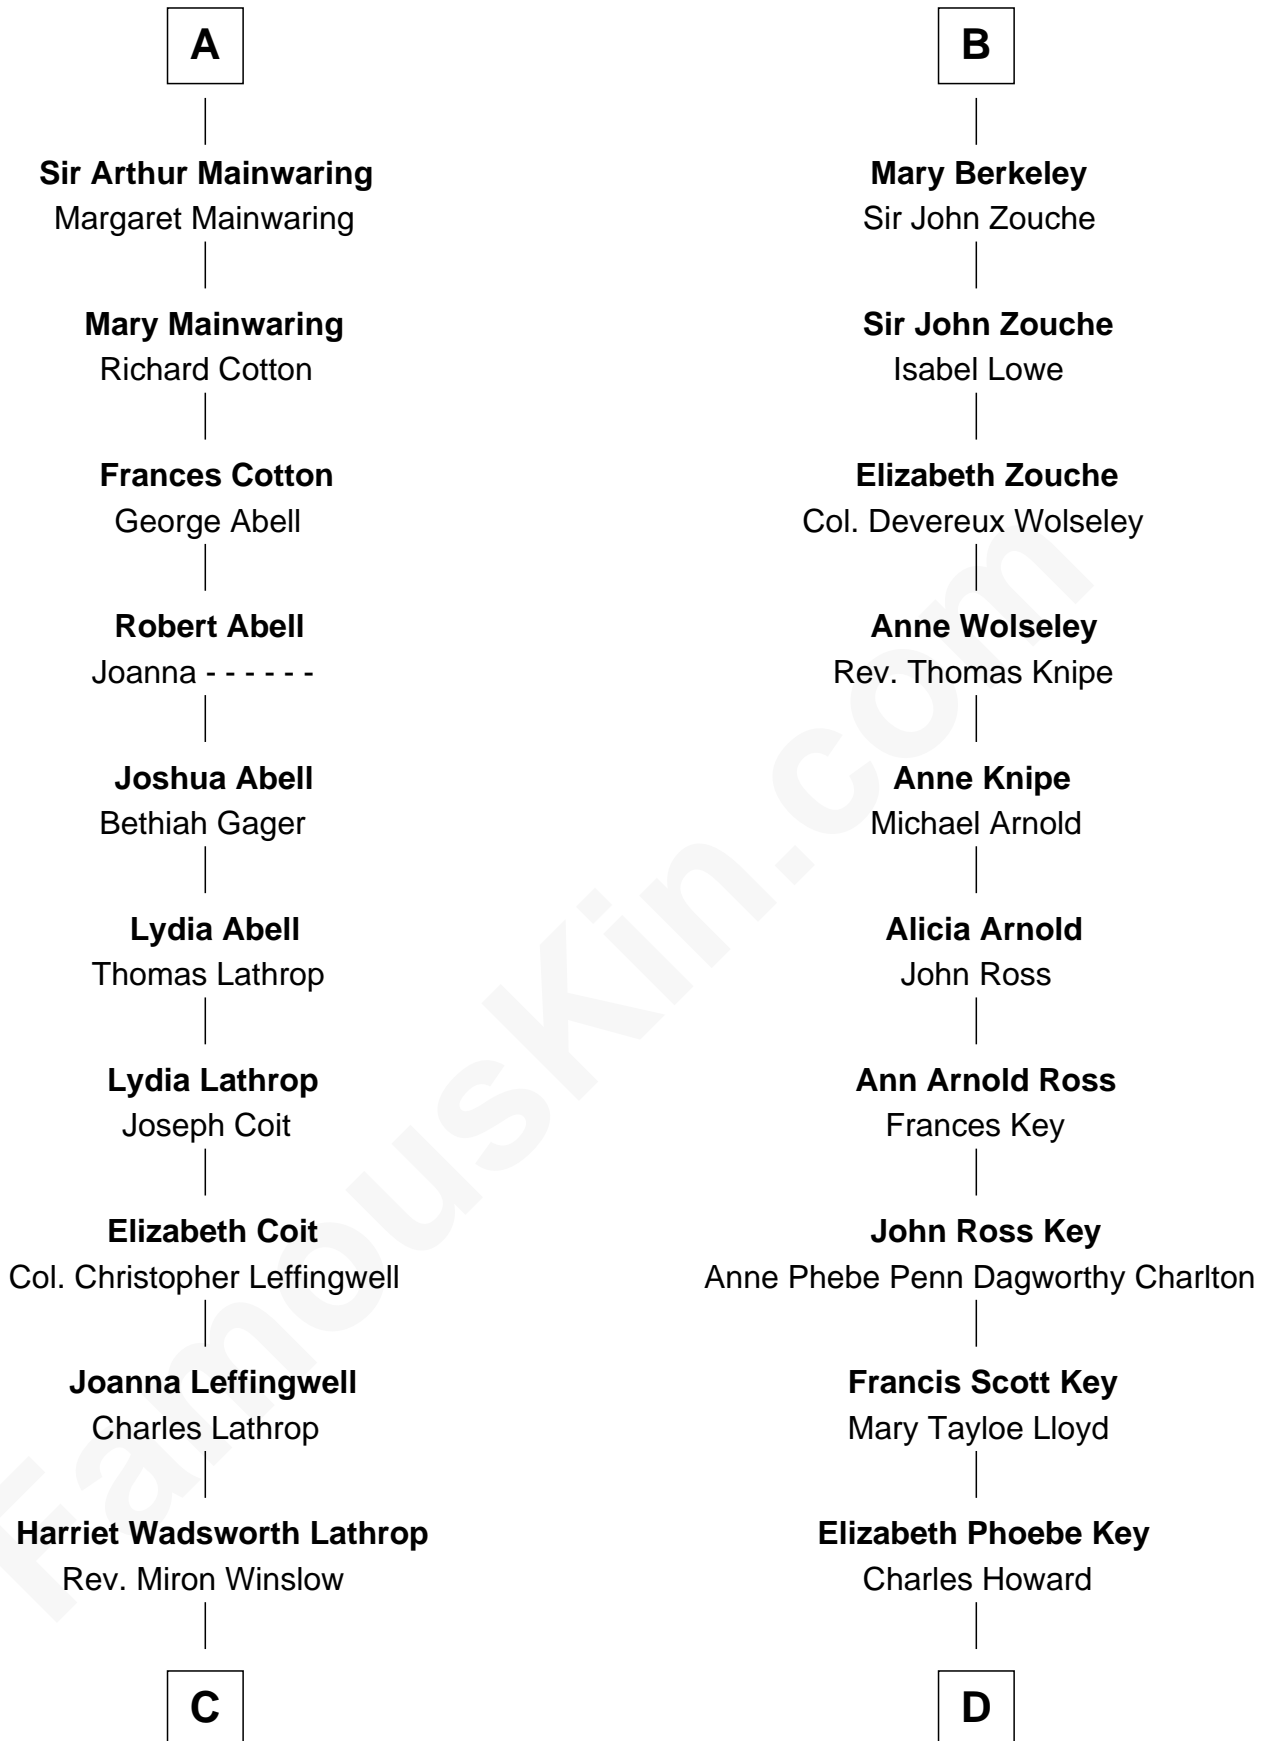 A
Sir Arthur Mainwaring
Margaret Mainwaring
Mary Mainwaring
Richard Cotton
Frances Cotton
George Abell
Robert Abell
Joanna - - - - - -
Joshua Abell
Bethiah Gager
Lydia Abell
Thomas Lathrop
Lydia Lathrop
Joseph Coit
Elizabeth Coit
Col. Christopher Leffingwell
Joanna Leffingwell
Charles Lathrop
Harriet Wadsworth Lathrop
Rev. Miron Winslow
C
B
Mary Berkeley
Sir John Zouche
Sir John Zouche
Isabel Lowe
Elizabeth Zouche
Col. Devereux Wolseley
Anne Wolseley
Rev. Thomas Knipe
Anne Knipe
Michael Arnold
Alicia Arnold
John Ross
Ann Arnold Ross
Frances Key
John Ross Key
Anne Phebe Penn Dagworthy Charlton
Francis Scott Key
Mary Tayloe Lloyd
Elizabeth Phoebe Key
Charles Howard
D
FamousKin.com